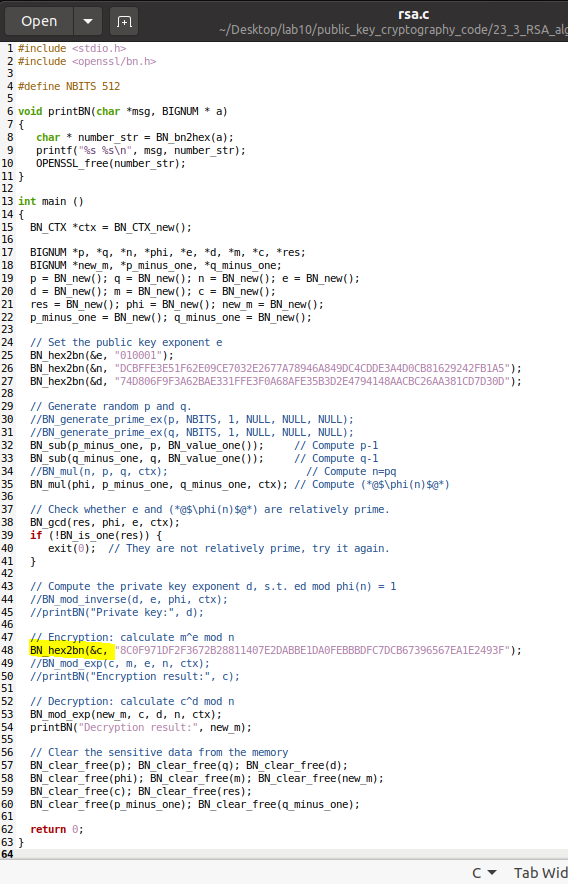 Open
rsa.c
~/Desktop/lab10/public_key_cryptography_code/23_3_RSA_alg
1 #include <stdio.h>
2 #include <openssl/bn.h>
3
4 #define NBITS 512
5
6 void printBN(char *msg, BIGNUM * a)
7 {
8    char * number_str = BN_bn2hex(a);
9    printf("%s %s\n", msg, number_str);
10    OPENSSL_free(number_str);
11 }
12
13 int main ()
14 {
15   BN_CTX *ctx = BN_CTX_new();
16
17   BIGNUM *p, *q, *n, *phi, *e, *d, *m, *c, *res;
18   BIGNUM *new_m, *p_minus_one, *q_minus_one;
19   p = BN_new(); q = BN_new(); n = BN_new(); e = BN_new();
20   d = BN_new(); m = BN_new(); c = BN_new();
21   res = BN_new(); phi = BN_new(); new_m = BN_new();
22   p_minus_one = BN_new(); q_minus_one = BN_new();
23
24   // Set the public key exponent e
25   BN_hex2bn(&e, "010001");
26   BN_hex2bn(&n, "DCBFFE3E51F62E09CE7032E2677A78946A849DC4CDDE3A4D0CB81629242FB1A5");
27   BN_hex2bn(&d, "74D806F9F3A62BAE331FFE3F0A68AFE35B3D2E4794148AACBC26AA381CD7D30D");
28
29   // Generate random p and q.
30   //BN_generate_prime_ex(p, NBITS, 1, NULL, NULL, NULL);
31   //BN_generate_prime_ex(q, NBITS, 1, NULL, NULL, NULL);
32   BN_sub(p_minus_one, p, BN_value_one());     // Compute p-1
33   BN_sub(q_minus_one, q, BN_value_one());     // Compute q-1
34   //BN_mul(n, p, q, ctx);                       // Compute n=pq
35   BN_mul(phi, p_minus_one, q_minus_one, ctx); // Compute (*@$\phi(n)$@*)
36
37   // Check whether e and (*@$\phi(n)$@*) are relatively prime.
38   BN_gcd(res, phi, e, ctx);
39   if (!BN_is_one(res)) {
40      exit(0);  // They are not relatively prime, try it again.
41   }
42
43   // Compute the private key exponent d, s.t. ed mod phi(n) = 1
44   //BN_mod_inverse(d, e, phi, ctx);
45   //printBN("Private key:", d);
46
47   // Encryption: calculate m^e mod n
48   BN_hex2bn(&c, "8C0F971DF2F3672B28811407E2DABBE1DA0FEBBBDFC7DCB67396567EA1E2493F");
49   //BN_mod_exp(c, m, e, n, ctx);
50   //printBN("Encryption result:", c);
51
52   // Decryption: calculate c^d mod n
53   BN_mod_exp(new_m, c, d, n, ctx);
54   printBN("Decryption result:", new_m);
55
56   // Clear the sensitive data from the memory
57   BN_clear_free(p); BN_clear_free(q); BN_clear_free(d);
58   BN_clear_free(phi); BN_clear_free(m); BN_clear_free(new_m);
59   BN_clear_free(c); BN_clear_free(res);
60   BN_clear_free(p_minus_one); BN_clear_free(q_minus_one);
61
62   return 0;
63 }
64
C
Tab Wid